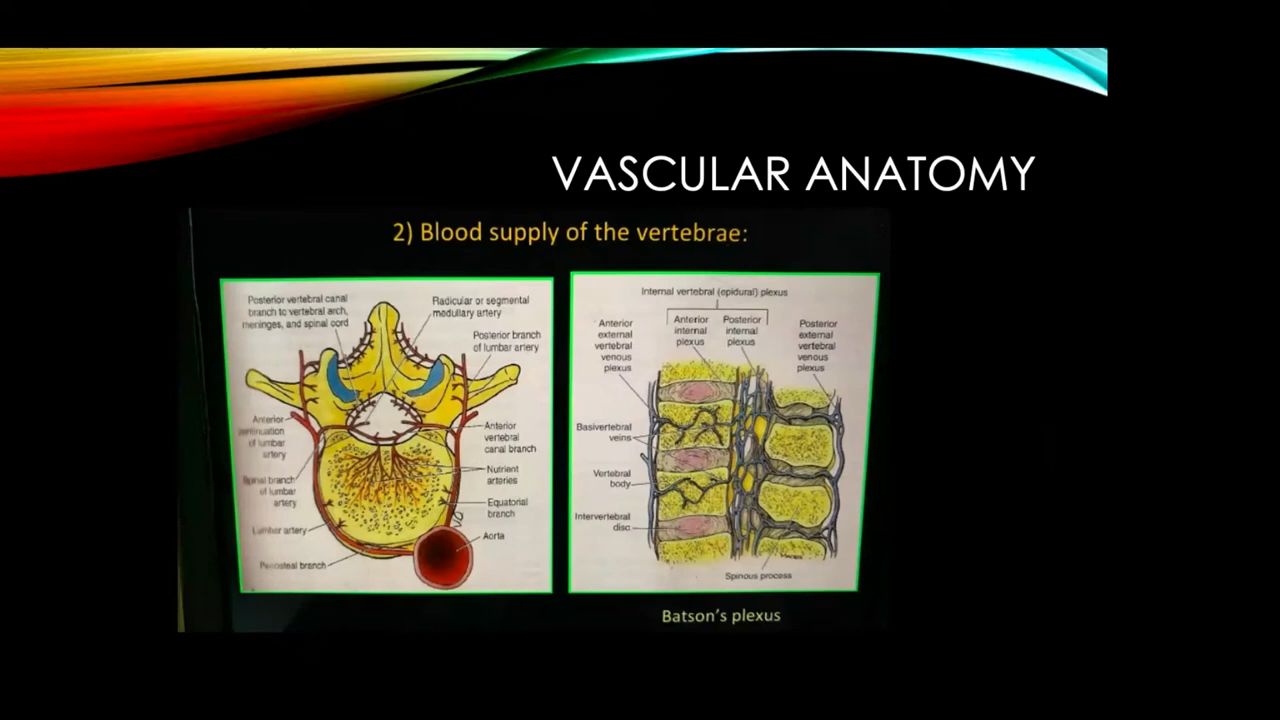 VASCULAR ANATOMY
2) Blood supply of the vertebrae:
Posterior vertebral canal
branch to vertebral arch,
meninges, and spinal cord
Radicular or segmental
medullary artery
Posterior branch
of lumbar artery
Anterior
of lumbar
artery
Spinal branch
of lumbar
artery
Lumbar artery
Periosteal branch
Anterior
vertebral
canal branch
Nutrient
arteries
Equatorial
branch
Aorta
Internal vertebral (epidural) plexus
Anterior
external
vertebral
venous
plexus
Anterior
internal
plexus
Posterior
internal
plexus
Posterior
external
vertebral
venous
plexus
Basivertebral
veins
Vertebral
body
Intervertebral
disc
Spinous process
Batson's plexus